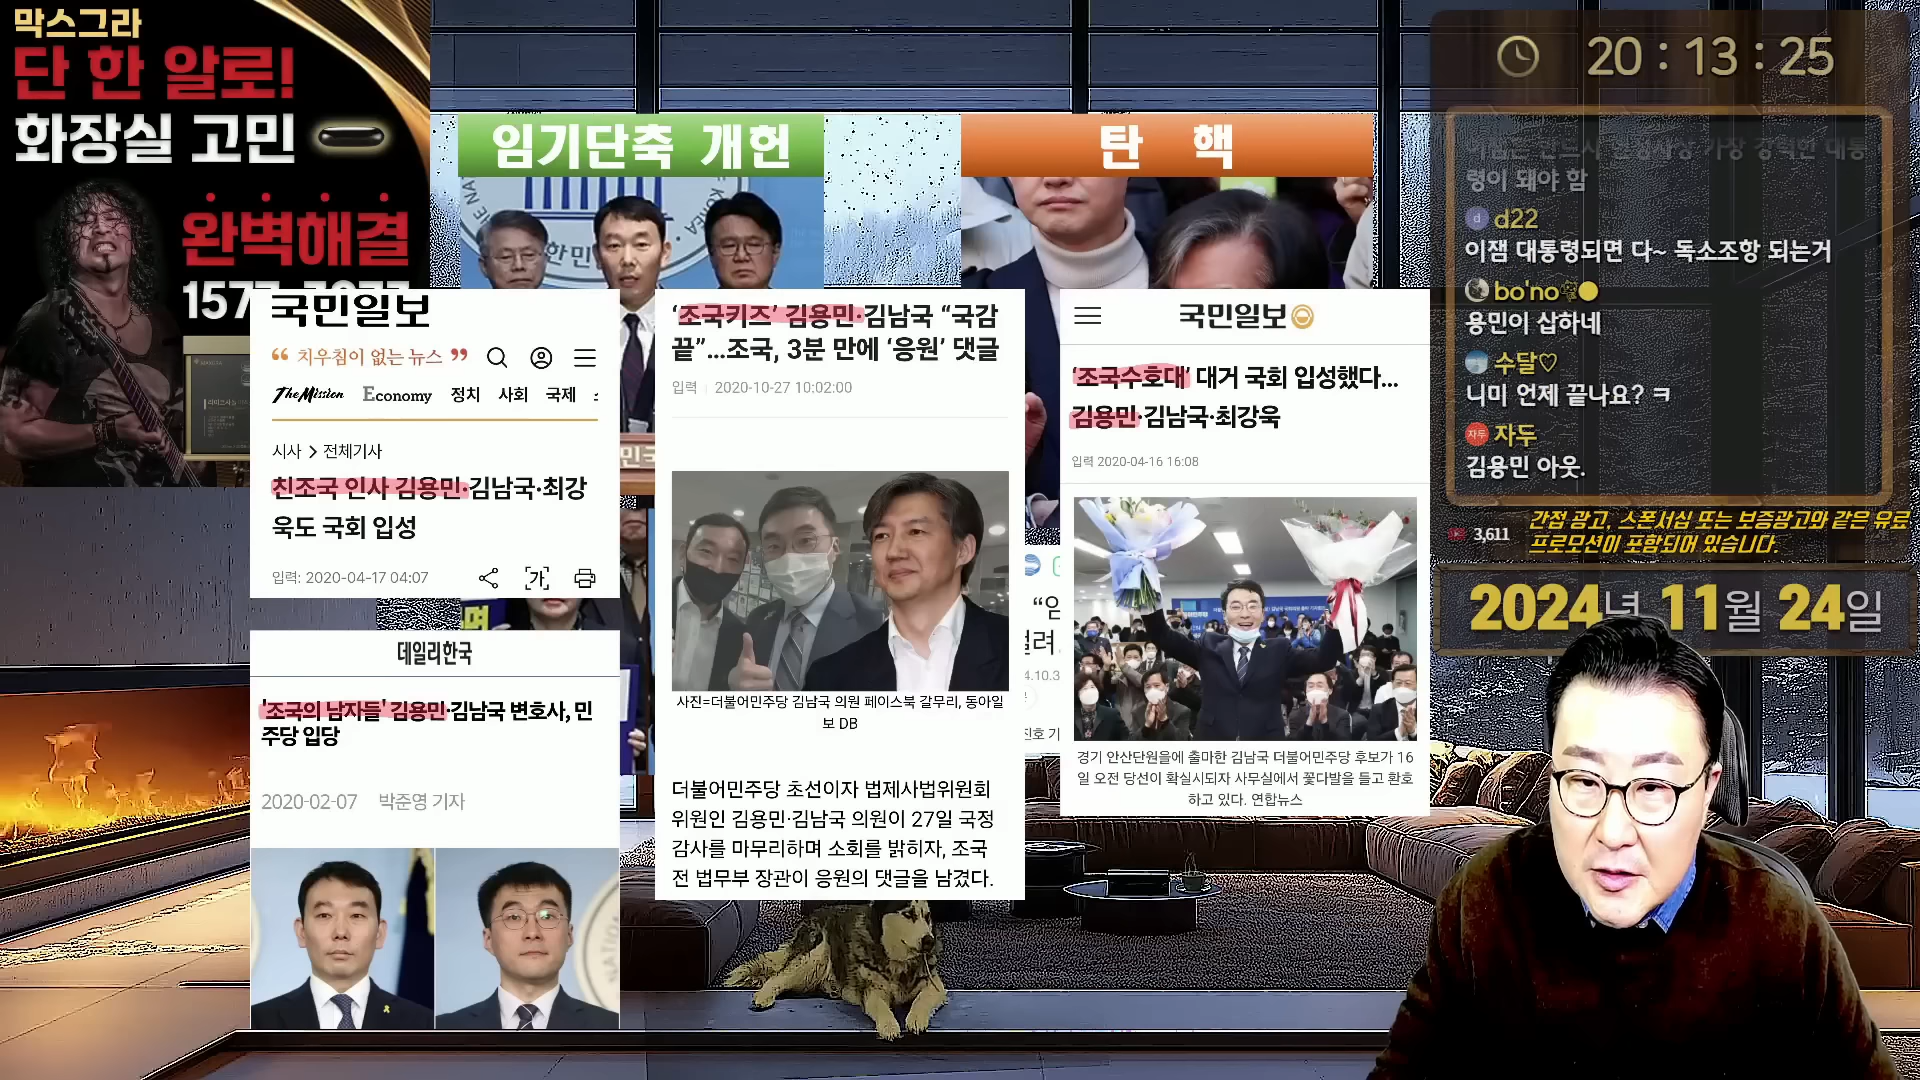 막스그라
단 한 알로!
화장실 고민
완벽해결
임기단축 개헌
탄 핵
20 : 13 : 25
령이 돼야 함
d22
이잼 대통령되면 다~ 독소조항 되는거
bo'no
용민이 삽하네
수달♡
니미 언제 끝나요? ㅋ
자두
자두
김용민 아웃.
3,611
간접 광고, 스폰서십 또는 보증광고와 같은 유료
프로모션이 포함되어 있습니다.
2024년 11월 24일
국민일보
“ 치우침이 없는 뉴스 ”
The Mission Economy 정치 사회 국제
시사 > 전체기사
친조국 인사 김용민·김남국·최강
욱도 국회 입성
입력: 2020-04-17 04:07
가
데일리한국
'조국의 남자들' 김용민·김남국 변호사, 민
주당 입당
2020-02-07 박준영 기자
‘조국키즈’ 김용민·김남국 “국감
끝”...조국, 3분 만에 ‘응원’ 댓글
입력 | 2020-10-27 10:02:00
사진=더불어민주당 김남국 의원 페이스북 갈무리, 동아일
보 DB
더불어민주당 초선이자 법제사법위원회
위원인 김용민·김남국 의원이 27일 국정
감사를 마무리하며 소회를 밝히자, 조국
전 법무부 장관이 응원의 댓글을 남겼다.
국민일보
‘조국수호대’ 대거 국회 입성했다...
김용민·김남국·최강욱
입력 2020-04-16 16:08
경기 안산단원을에 출마한 김남국 더불어민주당 후보가 16
일 오전 당선이 확실시되자 사무실에서 꽃다발을 들고 환호
하고 있다. 연합뉴스